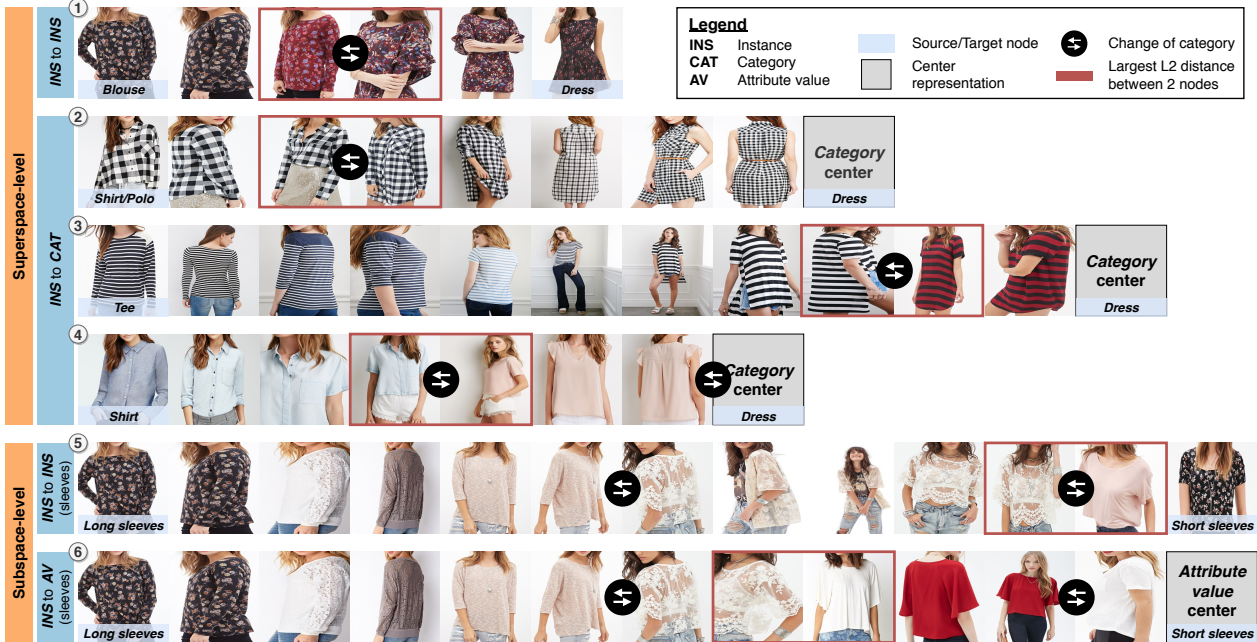 Superspace-level
INS to INS
1
Blouse
Dress
Legend
INS Instance
CAT Category
AV Attribute value
Source/Target node
Center
representation
Change of category
Largest L2 distance
between 2 nodes
INS to CAT
2
Shirt/Polo
Category
center
Dress
3
Tee
Category
center
Dress
4
Shirt
Category
center
Dress
Subspace-level
INS to INS
(sleeves)
5
Long sleeves
Short sleeves
INS to AV
(sleeves)
6
Long sleeves
Attribute
value
center
Short sleeves